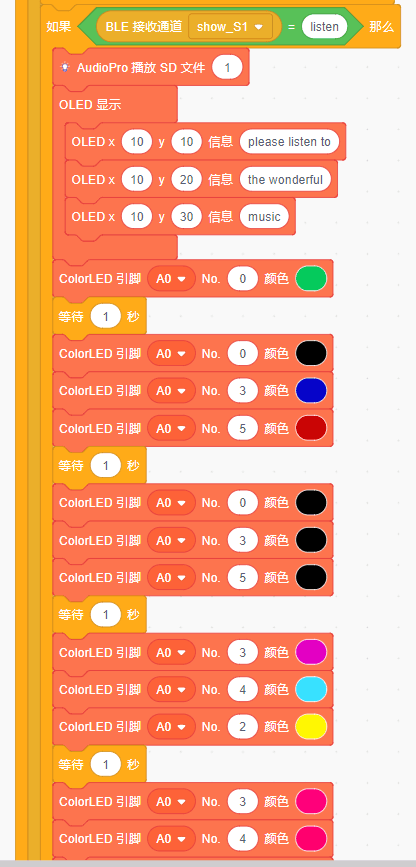 如果 BLE 接收通道 show_S1 = listen 那么
AudioPro 播放 SD 文件 1
OLED 显示
OLED x 10 y 10 信息 please listen to
OLED x 10 y 20 信息 the wonderful
OLED x 10 y 30 信息 music
ColorLED 引脚 A0 No. 0 颜色
等待 1 秒
ColorLED 引脚 A0 No. 0 颜色
ColorLED 引脚 A0 No. 3 颜色
ColorLED 引脚 A0 No. 5 颜色
等待 1 秒
ColorLED 引脚 A0 No. 0 颜色
ColorLED 引脚 A0 No. 3 颜色
ColorLED 引脚 A0 No. 5 颜色
等待 1 秒
ColorLED 引脚 A0 No. 3 颜色
ColorLED 引脚 A0 No. 4 颜色
ColorLED 引脚 A0 No. 2 颜色
等待 1 秒
ColorLED 引脚 A0 No. 3 颜色
ColorLED 引脚 A0 No. 4 颜色